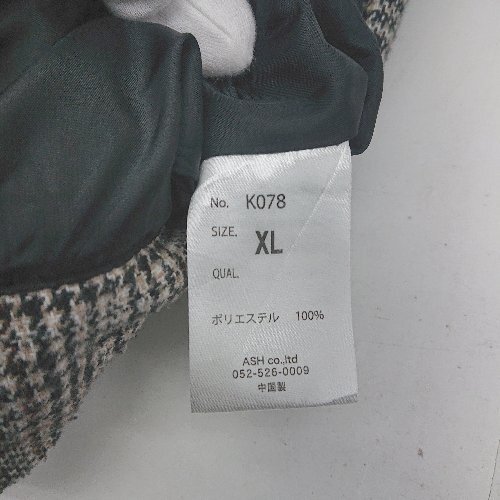 No. K078
SIZE. XL
QUAL.
ポリエステル 100%
ASH co.,ltd
052-526-0009
中国製